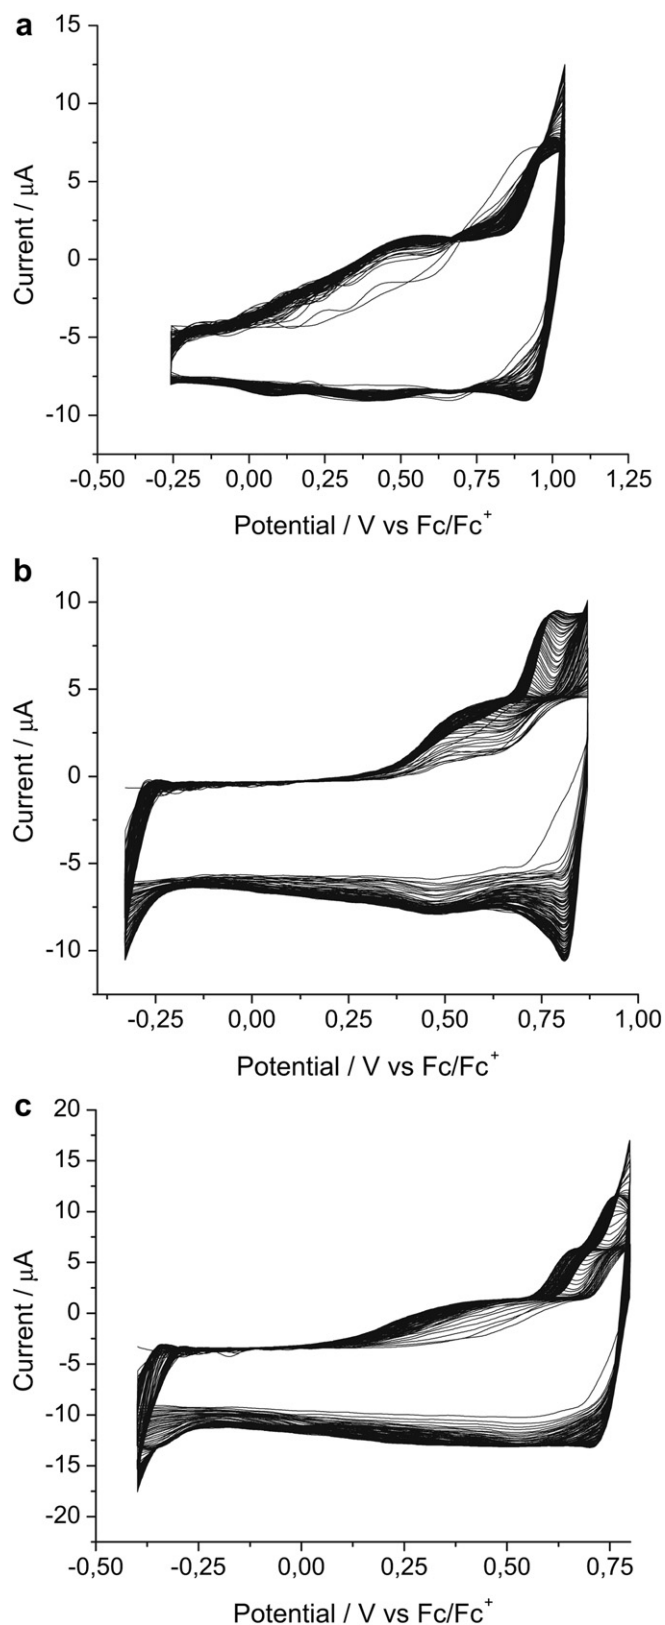 a
15
10
5
0
-5
-10
Current / μA
-0,50 -0,25 0,00 0,25 0,50 0,75 1,00 1,25
Potential / V vs Fc/Fc+
b
10
5
0
-5
-10
Current / μA
-0,25 0,00 0,25 0,50 0,75 1,00
Potential / V vs Fc/Fc+
c
20
15
10
5
0
-5
-10
-15
-20
Current / μA
-0,50 -0,25 0,00 0,25 0,50 0,75
Potential / V vs Fc/Fc+